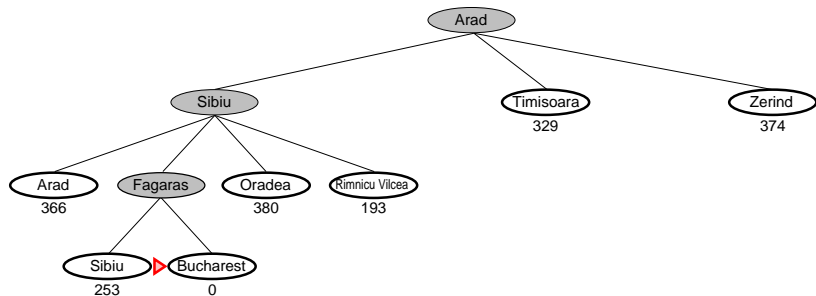 Arad
Sibiu
Timisoara
Zerind
329
374
Arad
Fagaras
Oradea
Rimnicu Vilcea
366
380
193
Sibiu
Bucharest
253
0